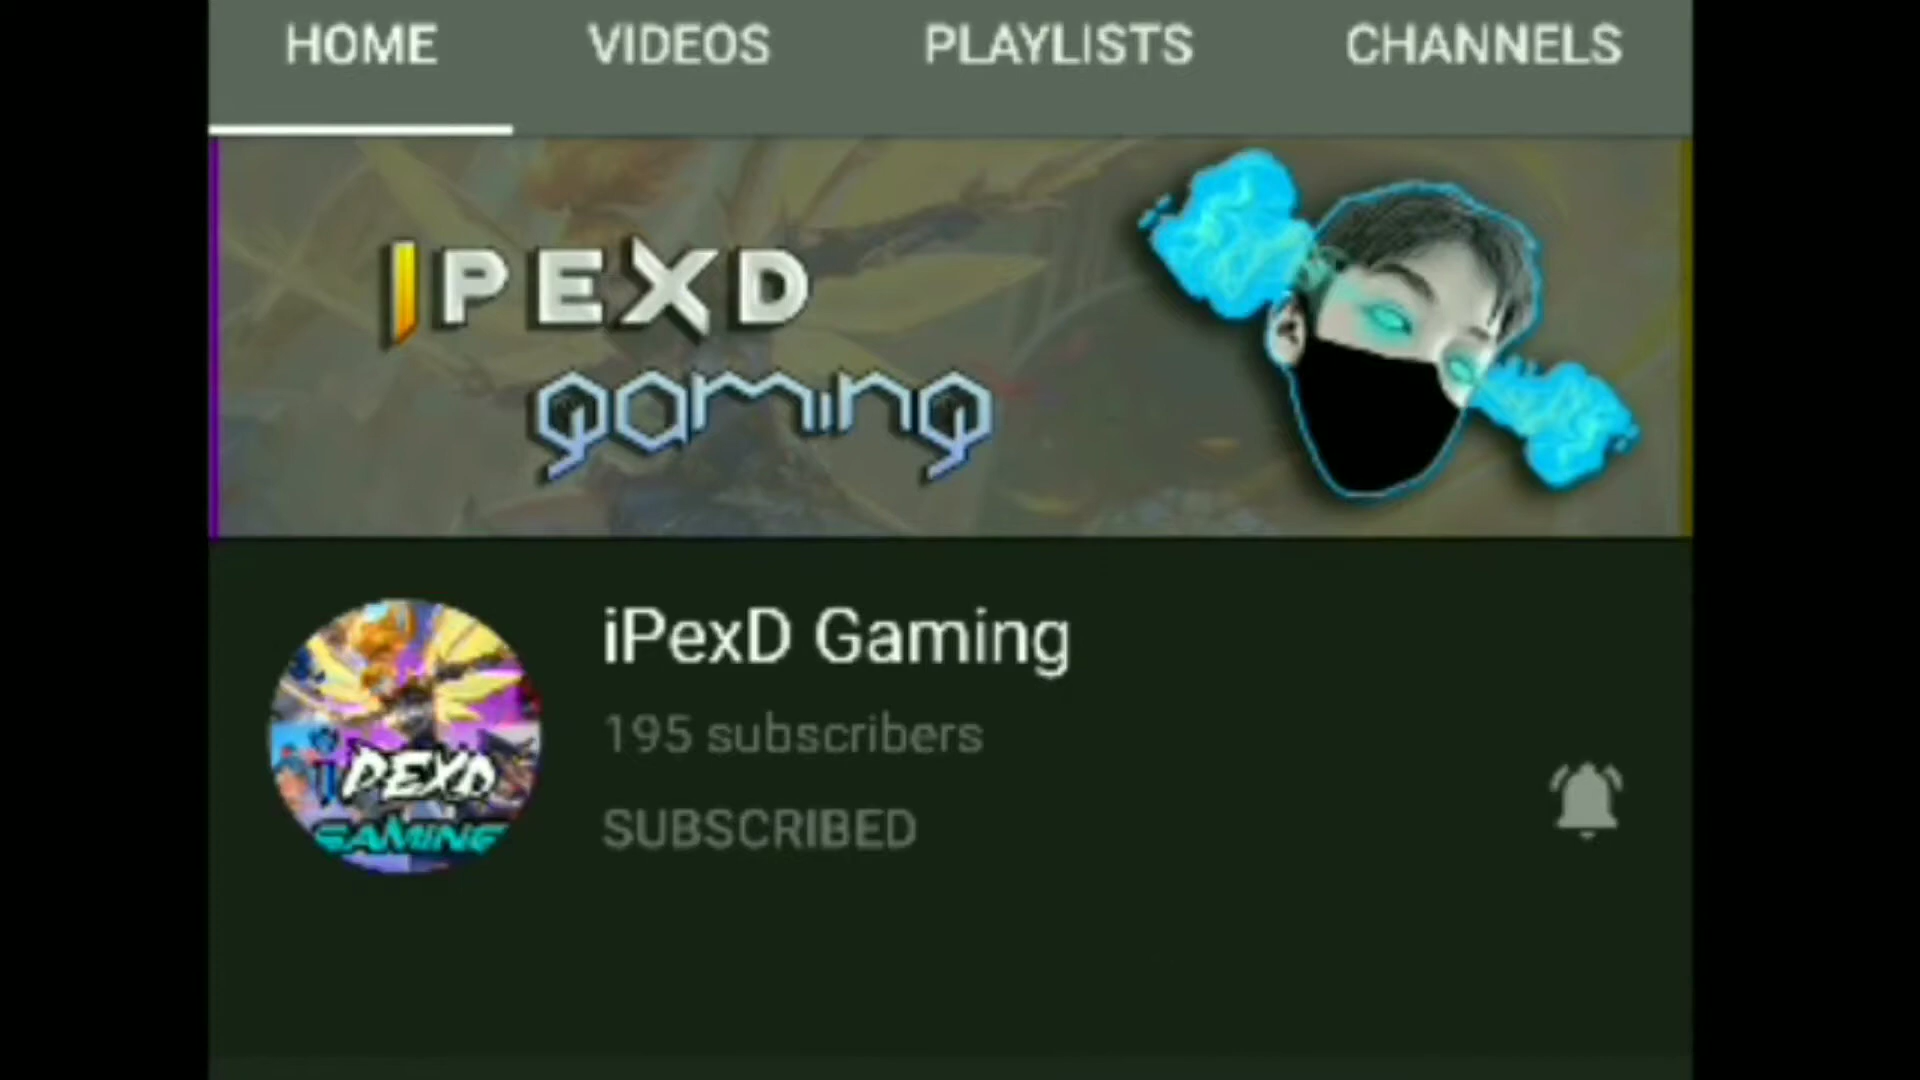 HOME VIDEOS PLAYLISTS CHANNELS
IPEXD
gaming
iPexD Gaming
195 subscribers
SUBSCRIBED
iPEXD
GAMING